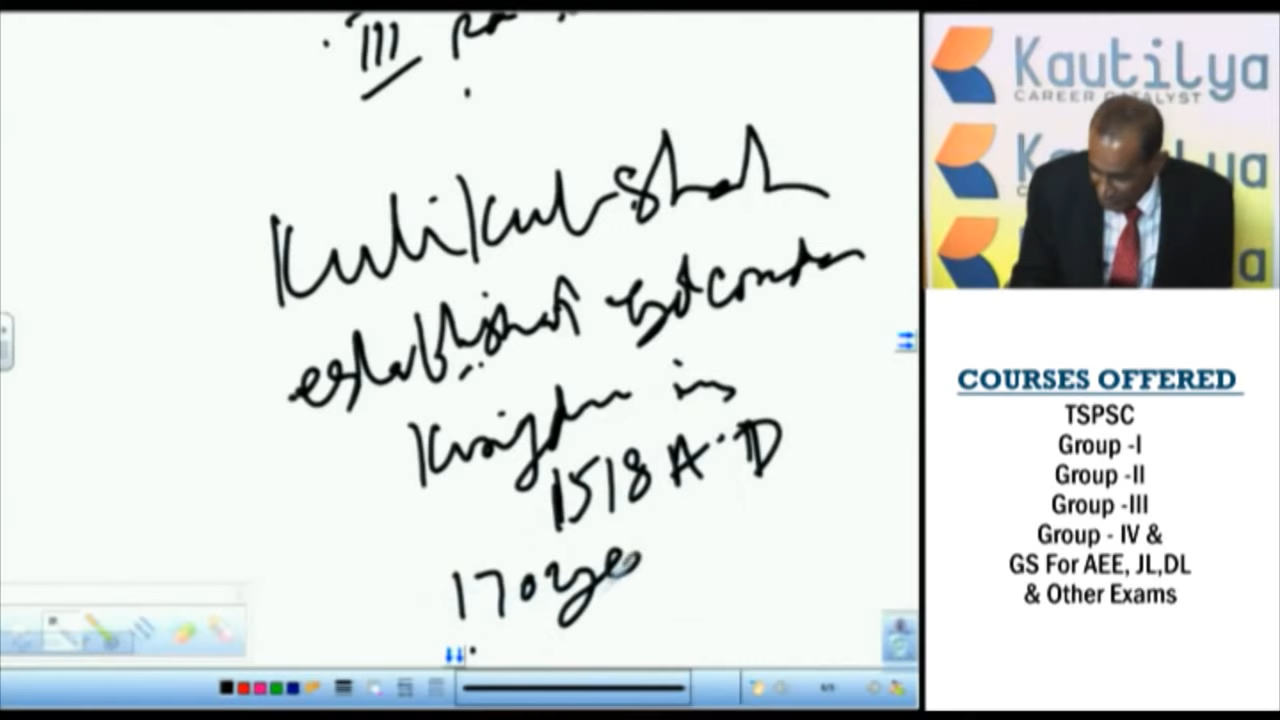 III
Kuli Kutb Shah
established Golconda
Kingdom in
1518 A.D
170 ye
Kautilya
CAREER CATALYST
COURSES OFFERED
TSPSC
Group -I
Group -II
Group -III
Group - IV &
GS For AEE, JL,DL
& Other Exams